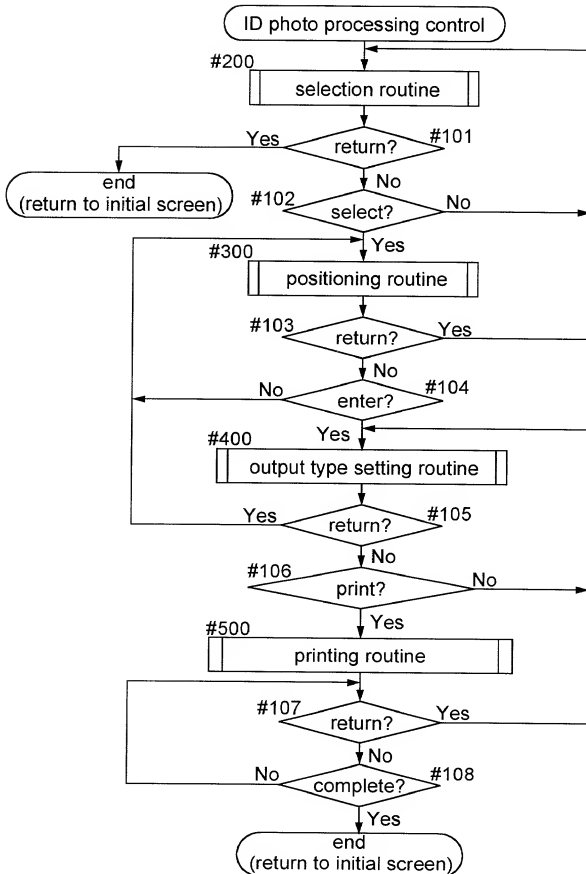 ID photo processing control
#200
selection routine
Yes
return?
#101
end
(return to initial screen)
No
#102
select?
No
Yes
#300
positioning routine
#103
return?
Yes
No
No
enter?
#104
Yes
#400
output type setting routine
Yes
return?
#105
No
#106
print?
No
Yes
#500
printing routine
#107
return?
Yes
No
No
complete?
#108
Yes
end
(return to initial screen)